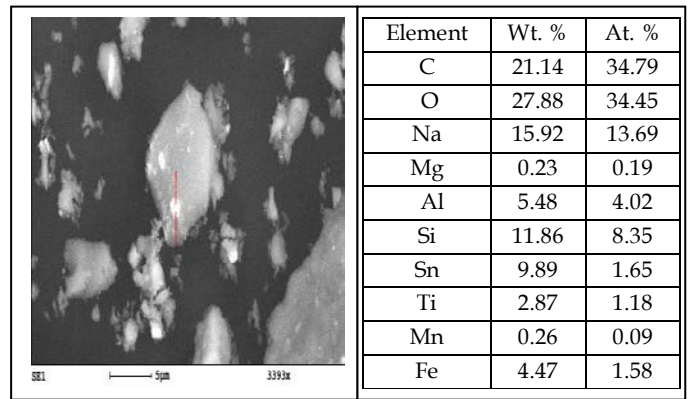 SE1 5µm 3393x
Element Wt. % At. %
C 21.14 34.79
O 27.88 34.45
Na 15.92 13.69
Mg 0.23 0.19
Al 5.48 4.02
Si 11.86 8.35
Sn 9.89 1.65
Ti 2.87 1.18
Mn 0.26 0.09
Fe 4.47 1.58